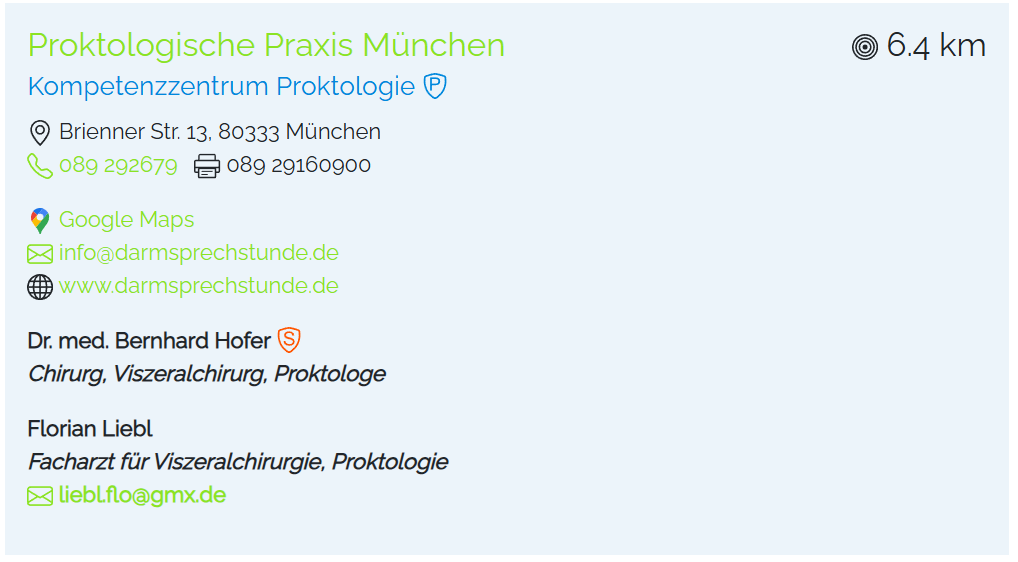 Proktologische Praxis München
6.4 km
Kompetenzzentrum Proktologie P
Brienner Str. 13, 80333 München
089 292679 089 29160900
Google Maps
info@darmsprechstunde.de
www.darmsprechstunde.de
Dr. med. Bernhard Hofer S
Chirurg, Viszeralchirurg, Proktologe
Florian Liebl
Facharzt für Viszeralchirurgie, Proktologie
liebl.flo@gmx.de